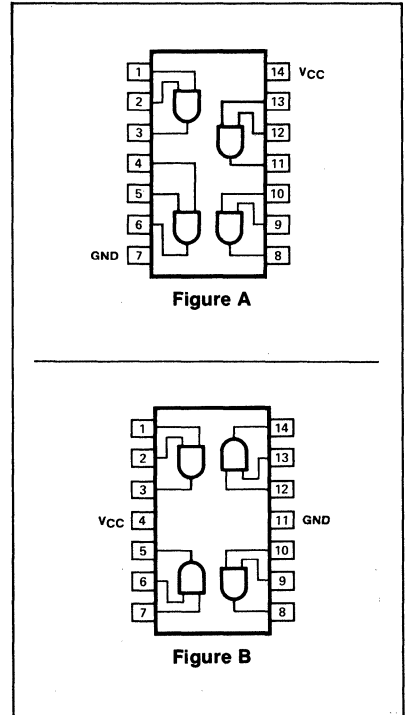 1 14 VCC
2 13
3 12
4 11
5 10
6 9
GND 7 8
Figure A
1 14
2 13
3 12
VCC 4 11 GND
5 10
6 9
7 8
Figure B